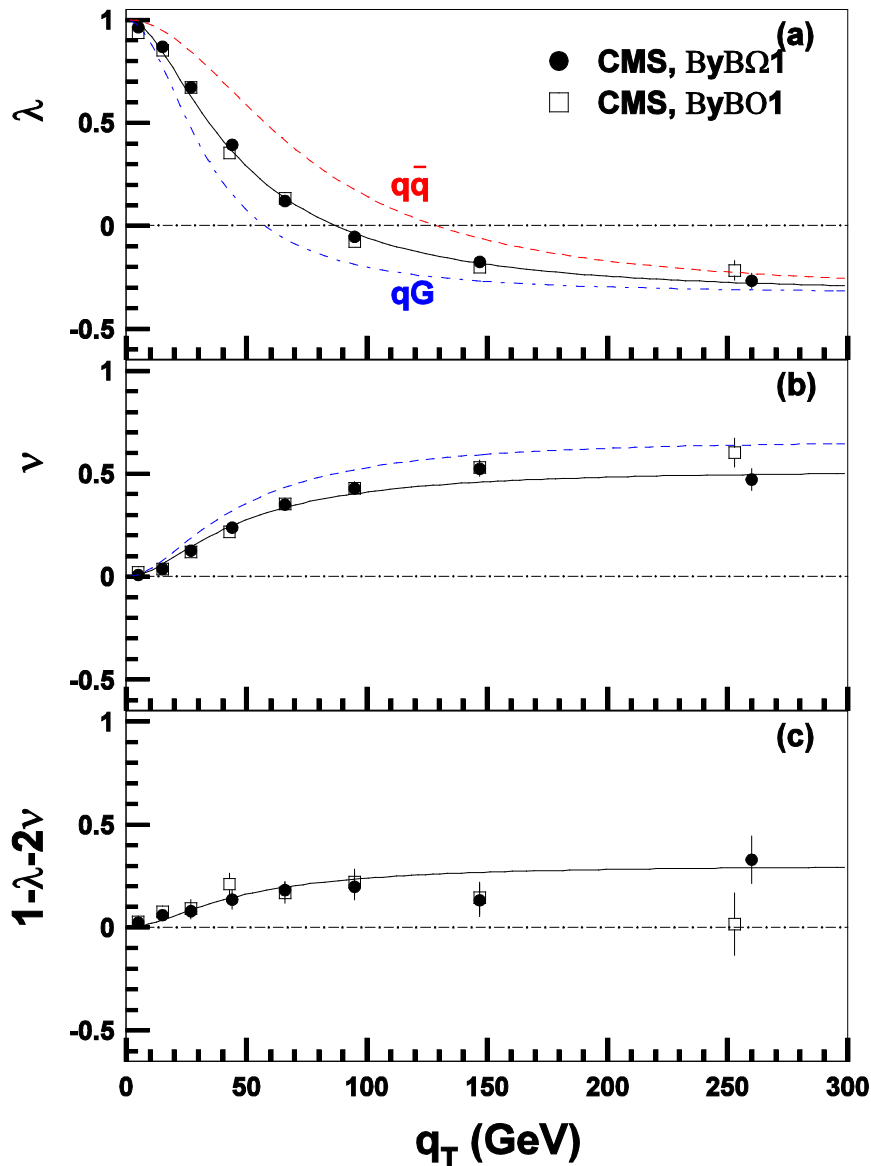 1
(a)
CMS, ByBΩ1
CMS, ByBO1
0.5
λ
qq̄
0
qG
-0.5
1
(b)
0.5
ν
0
-0.5
1
(c)
0.5
1-λ-2ν
0
-0.5
0 50 100 150 200 250 300
q_T (GeV)